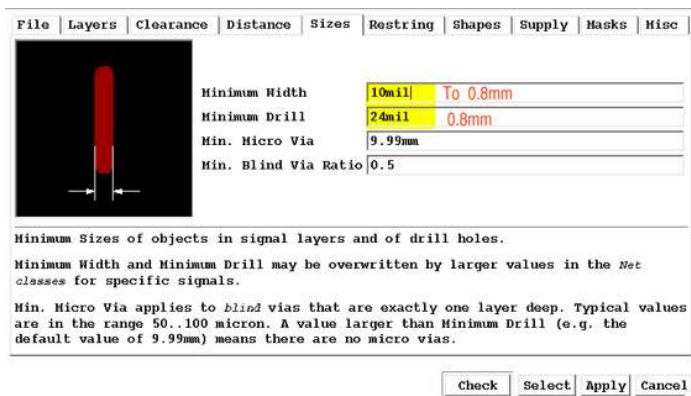 File Layers Clearance Distance Sizes Restring Shapes Supply Masks Misc
Minimum Width 10mil To 0.8mm
Minimum Drill 24mil 0.8mm
Min. Micro Via 9.99mm
Min. Blind Via Ratio 0.5
Minimum Sizes of objects in signal layers and of drill holes.
Minimum Width and Minimum Drill may be overwritten by larger values in the Net
classes for specific signals.
Min. Micro Via applies to blind vias that are exactly one layer deep. Typical values
are in the range 50..100 micron. A value larger than Minimum Drill (e.g. the
default value of 9.99mm) means there are no micro vias.
Check Select Apply Cancel